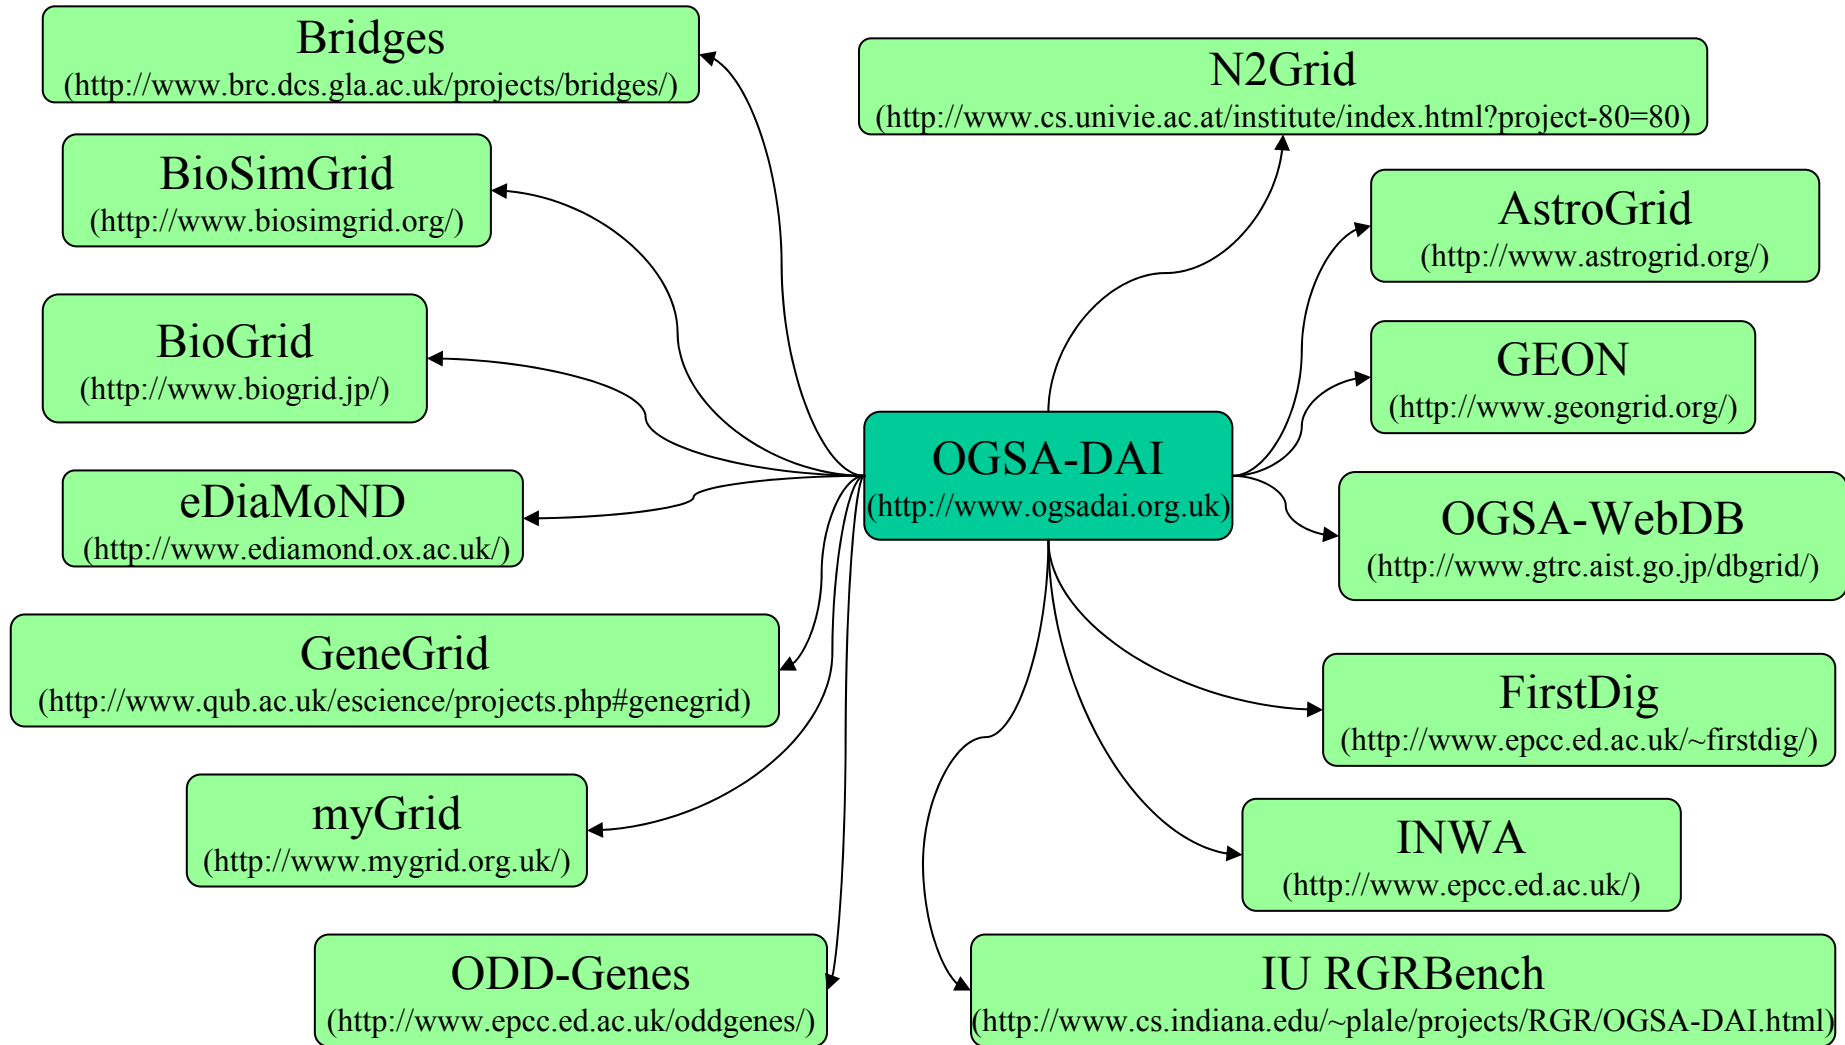 Bridges
(http://www.brc.dcs.gla.ac.uk/projects/bridges/)
N2Grid
(http://www.cs.univie.ac.at/institute/index.html?project-80=80)
BioSimGrid
(http://www.biosimgrid.org/)
AstroGrid
(http://www.astrogrid.org/)
BioGrid
(http://www.biogrid.jp/)
GEON
(http://www.geongrid.org/)
OGSA-DAI
(http://www.ogsadai.org.uk)
eDiaMoND
(http://www.ediamond.ox.ac.uk/)
OGSA-WebDB
(http://www.gtrc.aist.go.jp/dbgrid/)
GeneGrid
(http://www.qub.ac.uk/escience/projects.php#genegrid)
FirstDig
(http://www.epcc.ed.ac.uk/~firstdig/)
myGrid
(http://www.mygrid.org.uk/)
INWA
(http://www.epcc.ed.ac.uk/)
ODD-Genes
(http://www.epcc.ed.ac.uk/oddgenes/)
IU RGRBench
(http://www.cs.indiana.edu/~plale/projects/RGR/OGSA-DAI.html)